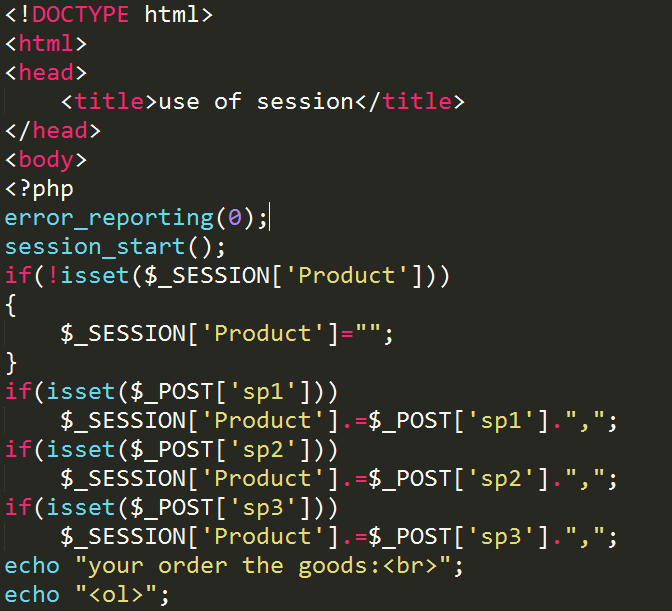 <!DOCTYPE html>
<html>
<head>
    <title>use of session</title>
</head>
<body>
<?php
error_reporting(0);
session_start();
if(!isset($_SESSION['Product']))
{
    $_SESSION['Product']="";
}
if(isset($_POST['sp1']))
    $_SESSION['Product'].=$_POST['sp1'].",";
if(isset($_POST['sp2']))
    $_SESSION['Product'].=$_POST['sp2'].",";
if(isset($_POST['sp3']))
    $_SESSION['Product'].=$_POST['sp3'].",";
echo "your order the goods:<br>";
echo "<ol>";